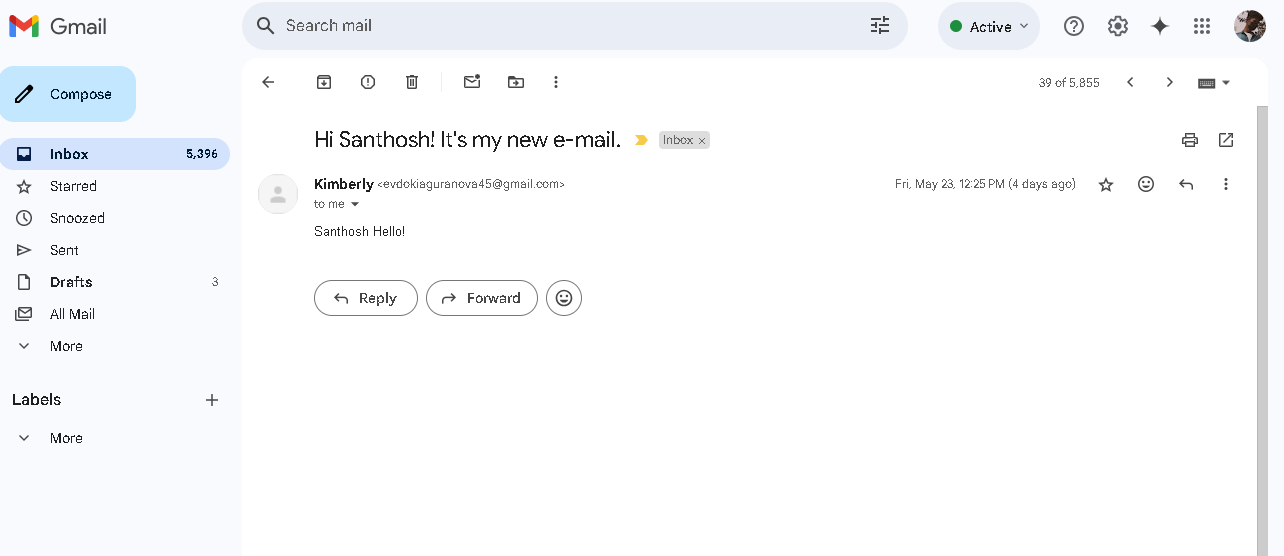 Gmail
Search mail
Active
Compose
39 of 5,855
Hi Santhosh! It's my new e-mail.
Inbox ×
Inbox 5,396
Starred
Snoozed
Sent
Drafts 3
All Mail
More
Labels +
More
Kimberly <evdokiaguranova45@gmail.com>
Fri, May 23, 12:25 PM (4 days ago)
to me
Santhosh Hello!
Reply
Forward